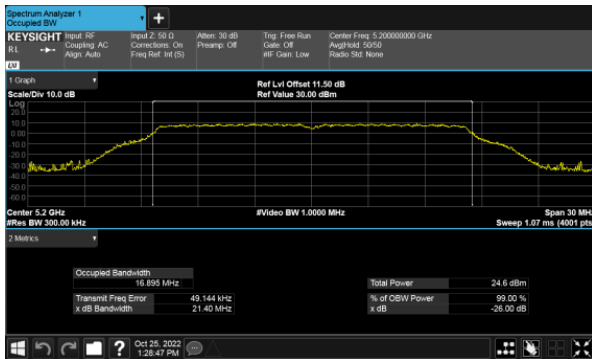 Spectrum Analyzer 1
Occupied BW
KEYSIGHT Input: RF Input Z: 50 Ω Atten: 30 dB Trig: Free Run Center Freq: 5.200000000 GHz
R L Coupling: AC Corrections: On Preamp: Off Gate: Off Avg|Hold: 50/50
Align: Auto Freq Ref: Int (S) #IF Gain: Low Radio Std: None
LXI
1 Graph
Ref Lvl Offset 11.50 dB
Scale/Div 10.0 dB Ref Value 30.00 dBm
Log
20.0
10.0
0.00
-10.0
-20.0
-30.0
-40.0
-50.0
-60.0
Center 5.2 GHz #Video BW 1.0000 MHz Span 30 MHz
#Res BW 300.00 kHz Sweep 1.07 ms (4001 pts
2 Metrics
Occupied Bandwidth
16.895 MHz Total Power 24.6 dBm
Transmit Freq Error 49.144 kHz % of OBW Power 99.00 %
x dB Bandwidth 21.40 MHz x dB -26.00 dB
Oct 25, 2022
1:28:47 PM